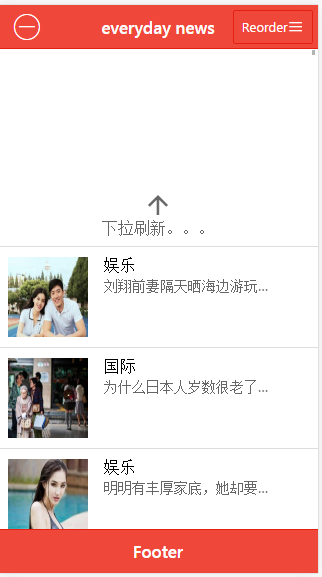 everyday news
Reorder
下拉刷新。。。
娱乐
刘翔前妻隔天晒海边游玩...
国际
为什么日本人岁数很老了...
娱乐
明明有丰厚家底，她却要...
Footer